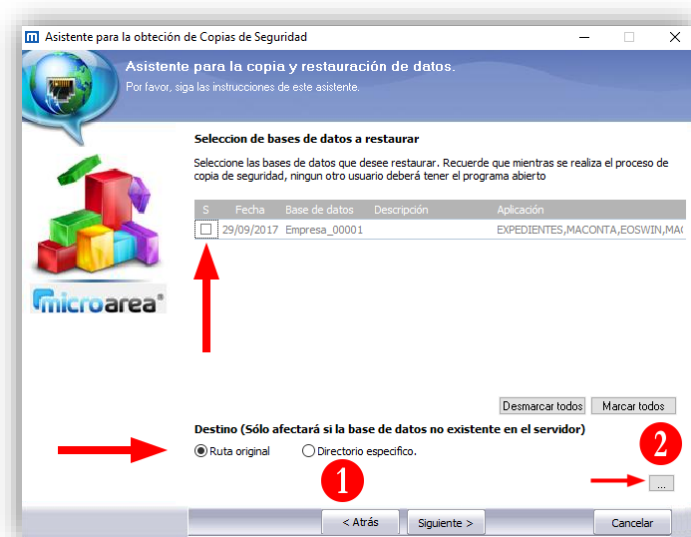 Asistente para la obteción de Copias de Seguridad
Asistente para la copia y restauración de datos.
Por favor, siga las instrucciones de este asistente.
Seleccion de bases de datos a restaurar
Seleccione las bases de datos que desee restaurar. Recuerde que mientras se realiza el proceso de
copia de seguridad, ningun otro usuario deberá tener el programa abierto
S Fecha Base de datos Descripción Aplicación
29/09/2017 Empresa_00001 EXPEDIENTES,MACONTA,EOSWIN,MA(
microarea®
Desmarcar todos Marcar todos
Destino (Sólo afectará si la base de datos no existente en el servidor)
Ruta original Directorio especifico.
2
1
...
< Atrás Siguiente > Cancelar